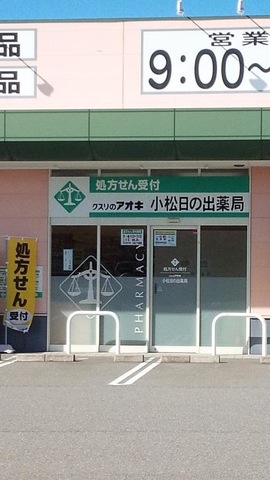 品
品
営業
9:00～
処方せん受付
クスリのアオキ 小松日の出薬局
処方せん
受付
PHARMACY
処方せん受付
小松日の出薬局